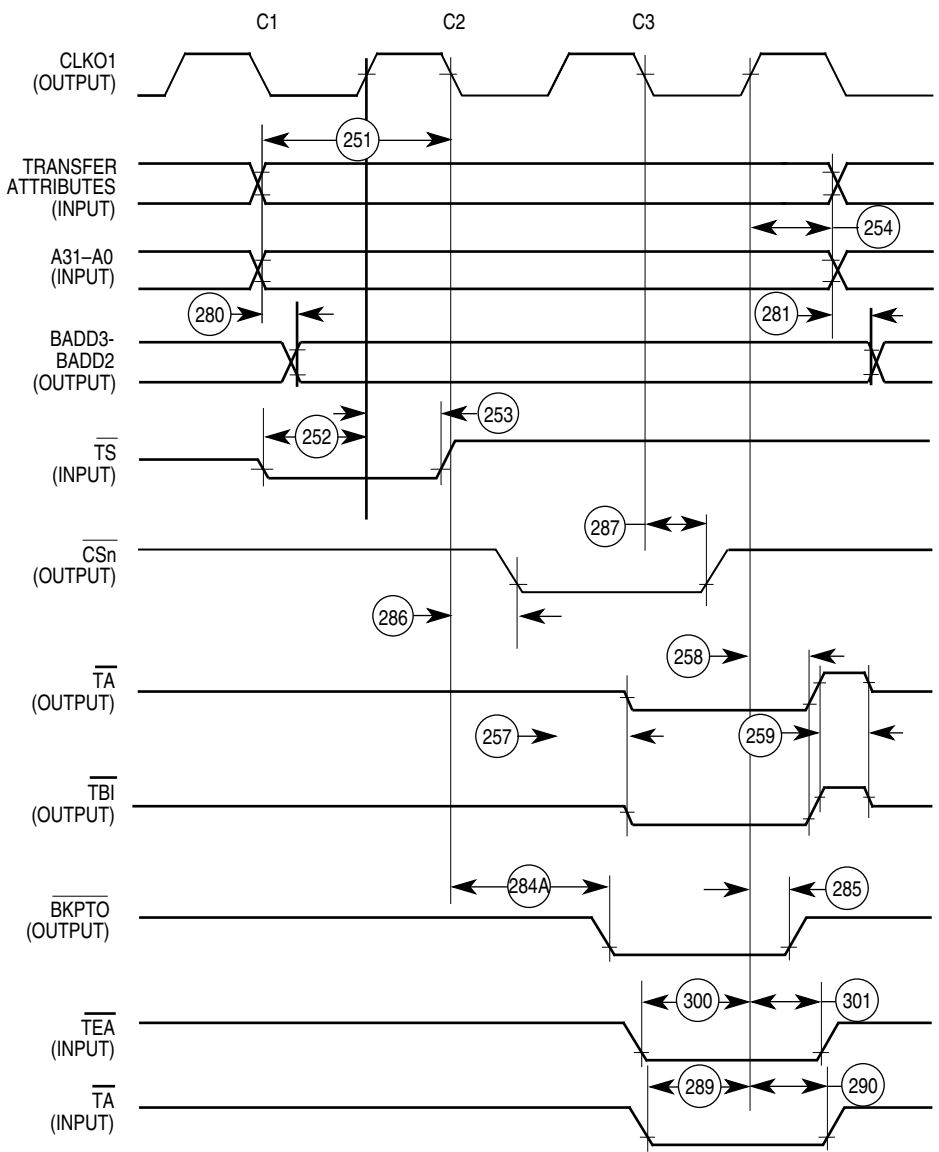 C1 C2 C3
CLKO1
(OUTPUT)
251
TRANSFER
ATTRIBUTES
(INPUT)
254
A31–A0
(INPUT)
280 281
BADD3-
BADD2
(OUTPUT)
253
252
TS
(INPUT)
287
CSn
(OUTPUT)
286
258
TA
(OUTPUT)
257 259
TBI
(OUTPUT)
284A 285
BKPTO
(OUTPUT)
300 301
TEA
(INPUT)
289 290
TA
(INPUT)